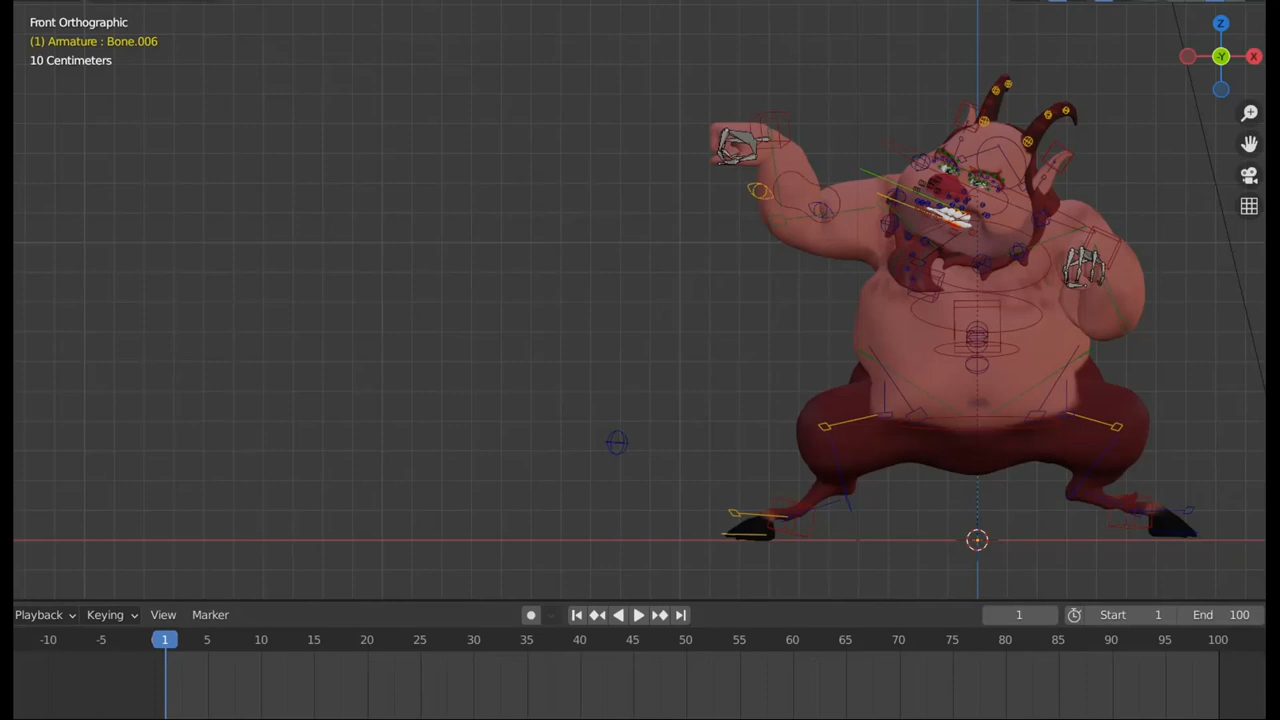 Front Orthographic
(1) Armature : Bone.006
10 Centimeters
Z
-Y
X
Playback Keying View Marker 1 Start 1 End 100
-10 -5 1 5 10 15 20 25 30 35 40 45 50 55 60 65 70 75 80 85 90 95 100